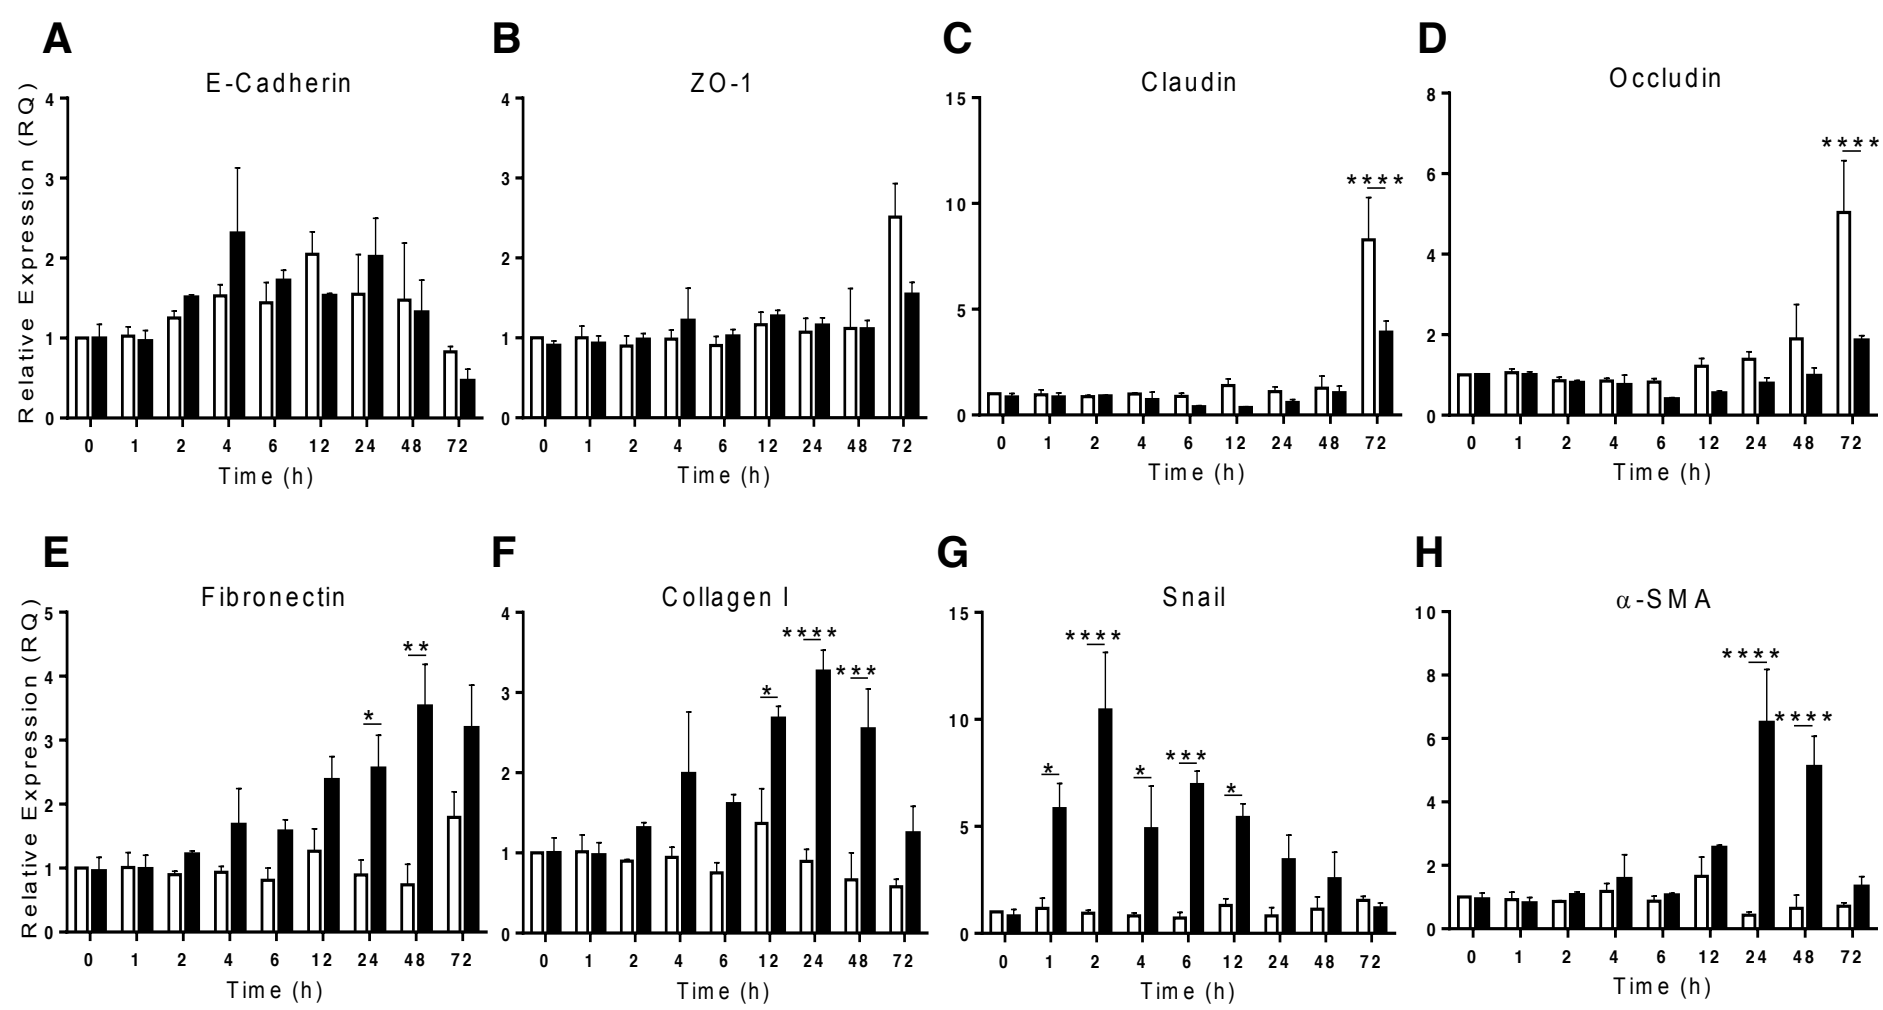 A
B
C
D
E-Cadherin
ZO-1
Claudin
Occludin
Relative Expression (RQ)
4
3
2
1
0
0 1 2 4 6 12 24 48 72
Time (h)
4
3
2
1
0
0 1 2 4 6 12 24 48 72
Time (h)
15
10
5
0
****
0 1 2 4 6 12 24 48 72
Time (h)
8
6
4
2
0
****
0 1 2 4 6 12 24 48 72
Time (h)
E
F
G
H
Fibronectin
Collagen I
Snail
α-SMA
Relative Expression (RQ)
5
4
3
2
1
0
*
**
0 1 2 4 6 12 24 48 72
Time (h)
4
3
2
1
0
*
****
***
0 1 2 4 6 12 24 48 72
Time (h)
15
10
5
0
*
****
*
***
*
0 1 2 4 6 12 24 48 72
Time (h)
10
8
6
4
2
0
****
****
0 1 2 4 6 12 24 48 72
Time (h)